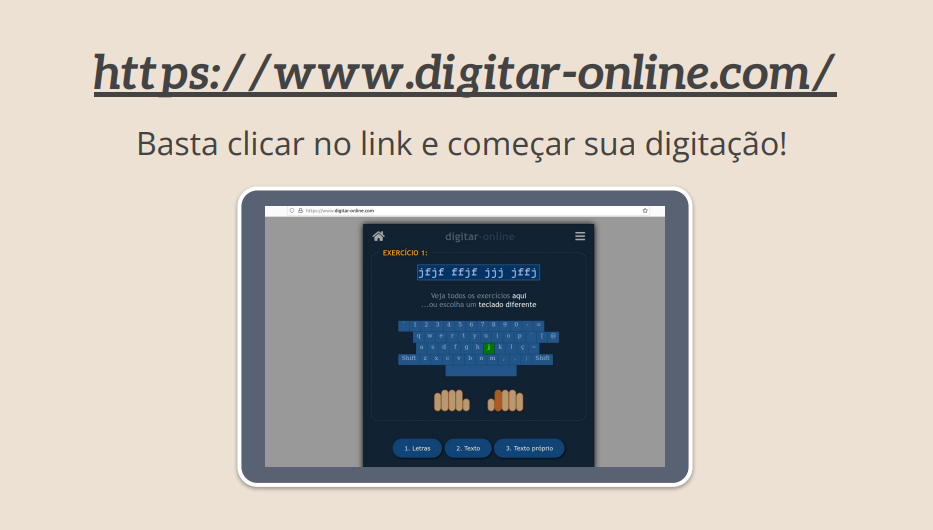 https://www.digitar-online.com/
Basta clicar no link e começar sua digitação!
https://www.digitar-online.com
digitar-online
EXERCÍCIO 1:
jfjf ffjf jjj jffj
Veja todos os exercícios aqui
...ou escolha um teclado diferente
1 2 3 4 5 6 7 8 9 0 - =
q w e r t y u i o p ´ [ @
a s d f g h j k l ç ~
Shift z x c v b n m , . ; Shift
1. Letras 2. Texto 3. Texto próprio